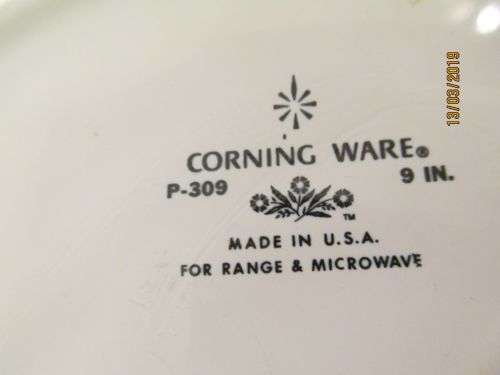 CORNING WARE®
P-309 9 IN.
TM
MADE IN U.S.A.
FOR RANGE & MICROWAVE
13/03/2019